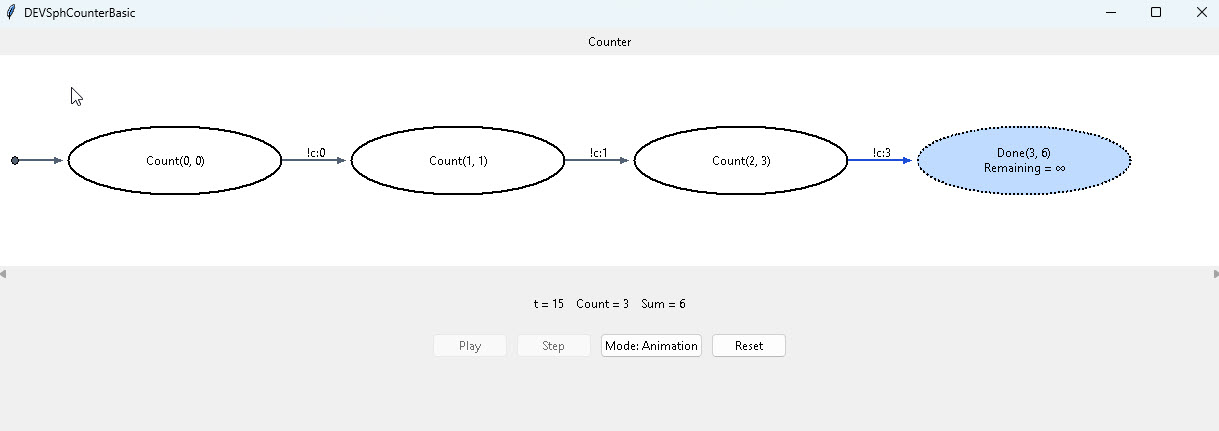 DEVSphCounterBasic
Counter
!c:0
!c:1
!c:3
Count(0, 0)
Count(1, 1)
Count(2, 3)
Done(3, 6)
Remaining = ∞
t = 15 Count = 3 Sum = 6
Play Step Mode: Animation Reset